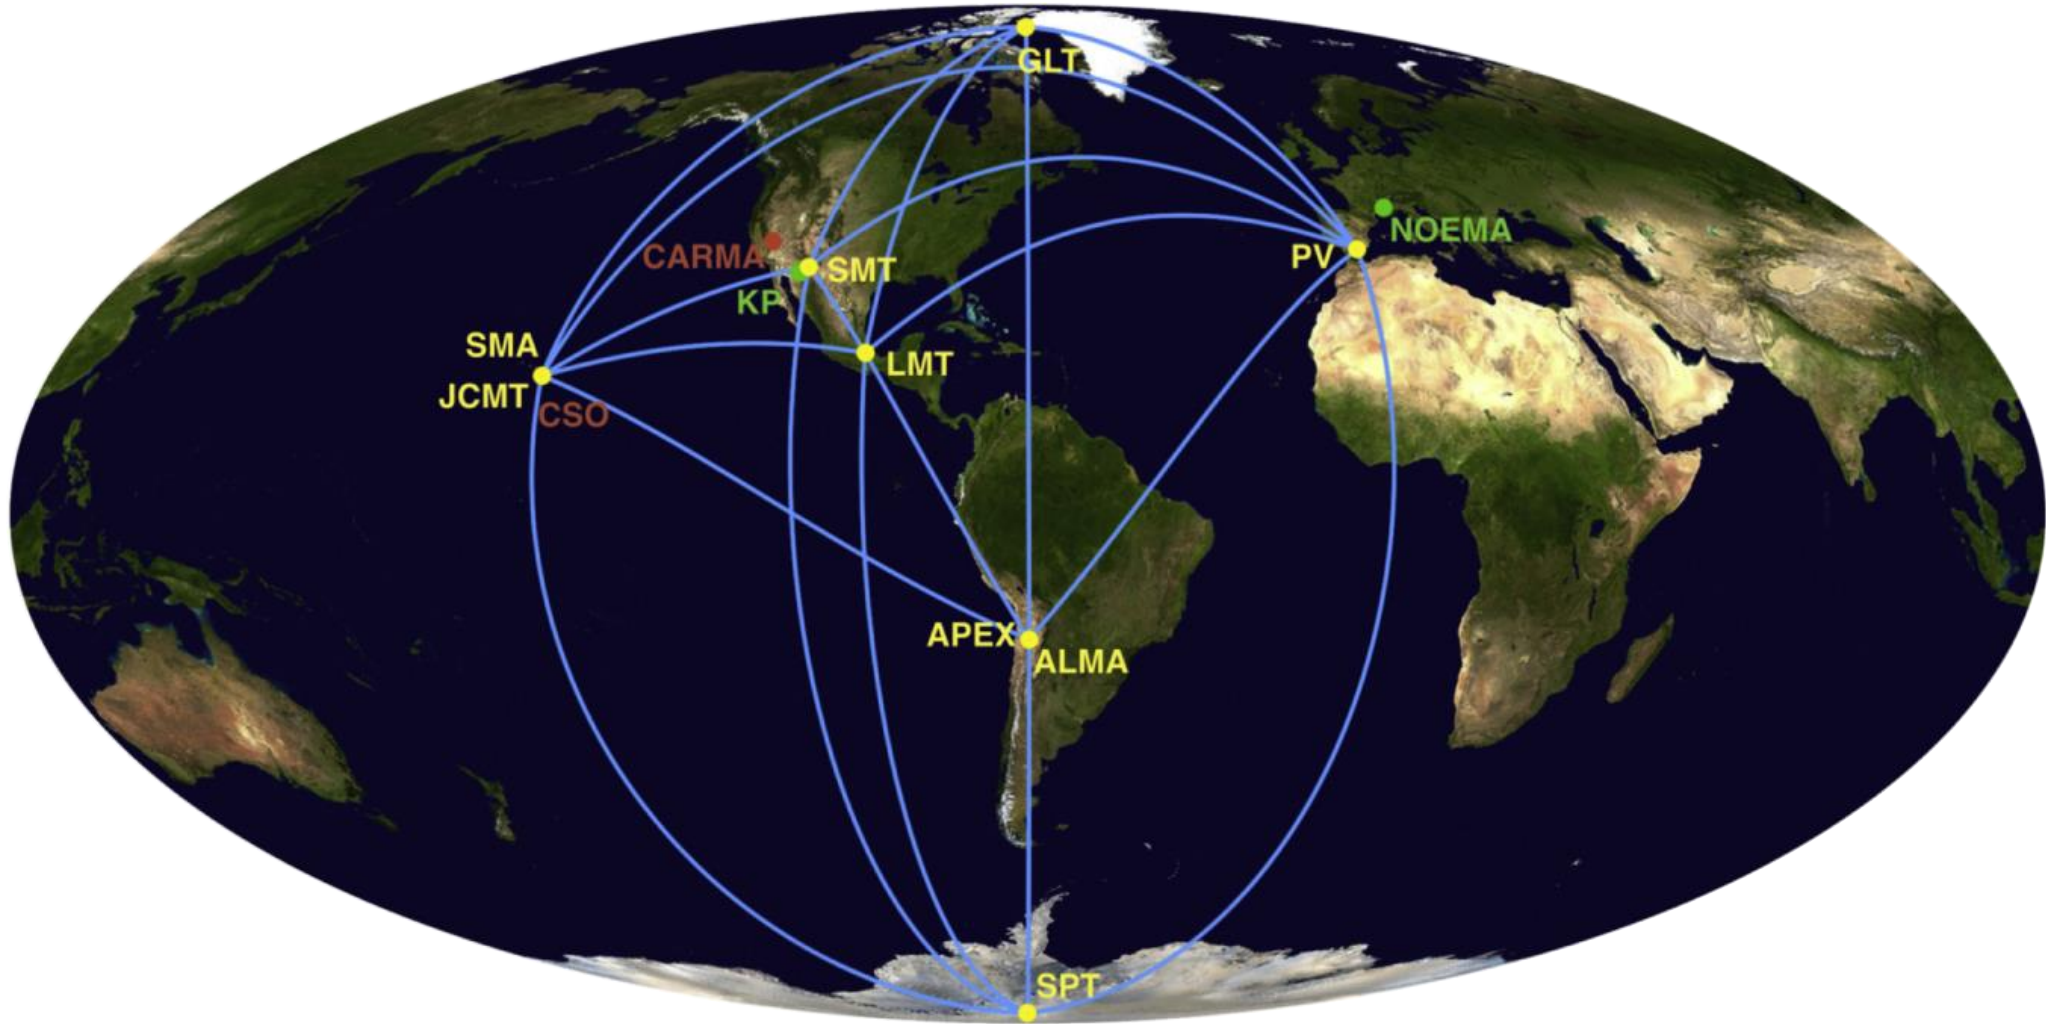 GLT
NOEMA
PV
CARMA
SMT
KP
SMA
LMT
JCMT
CSO
APEX
ALMA
SPT